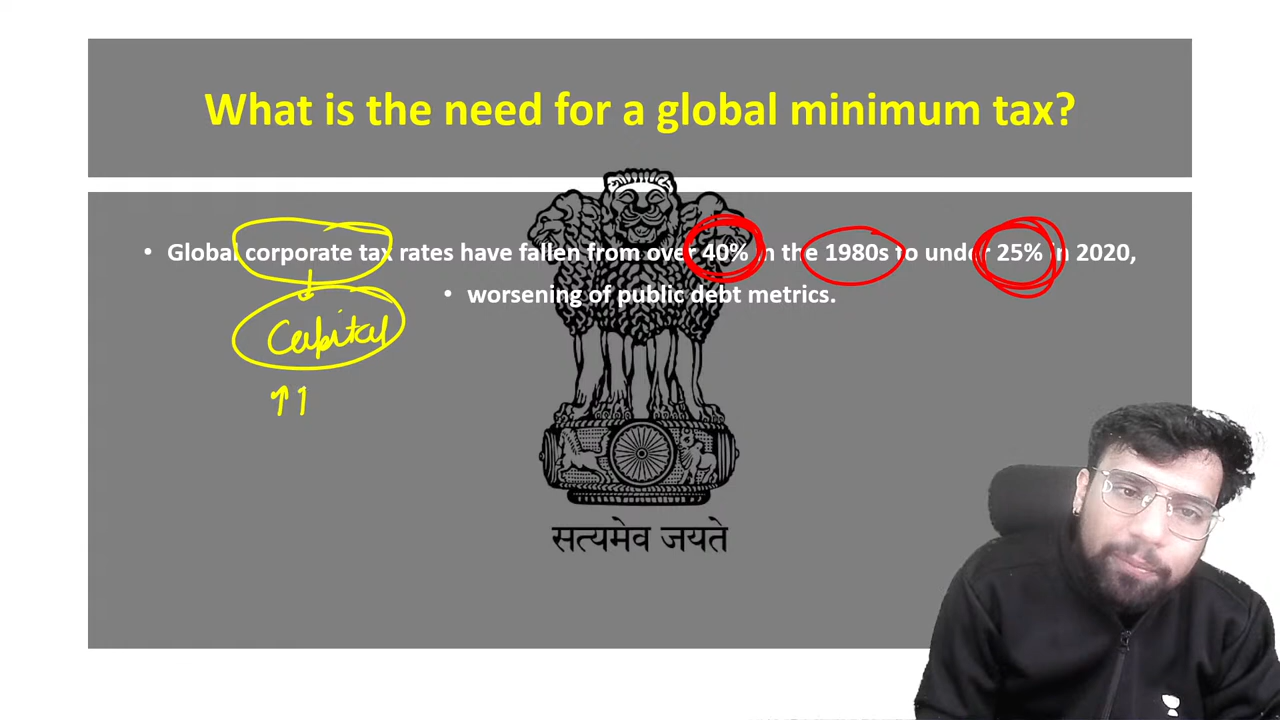 What is the need for a global minimum tax?
• Global corporate tax rates have fallen from over 40% in the 1980s to under 25% in 2020,
• worsening of public debt metrics.
Capital
↑1
सत्यमेव जयते